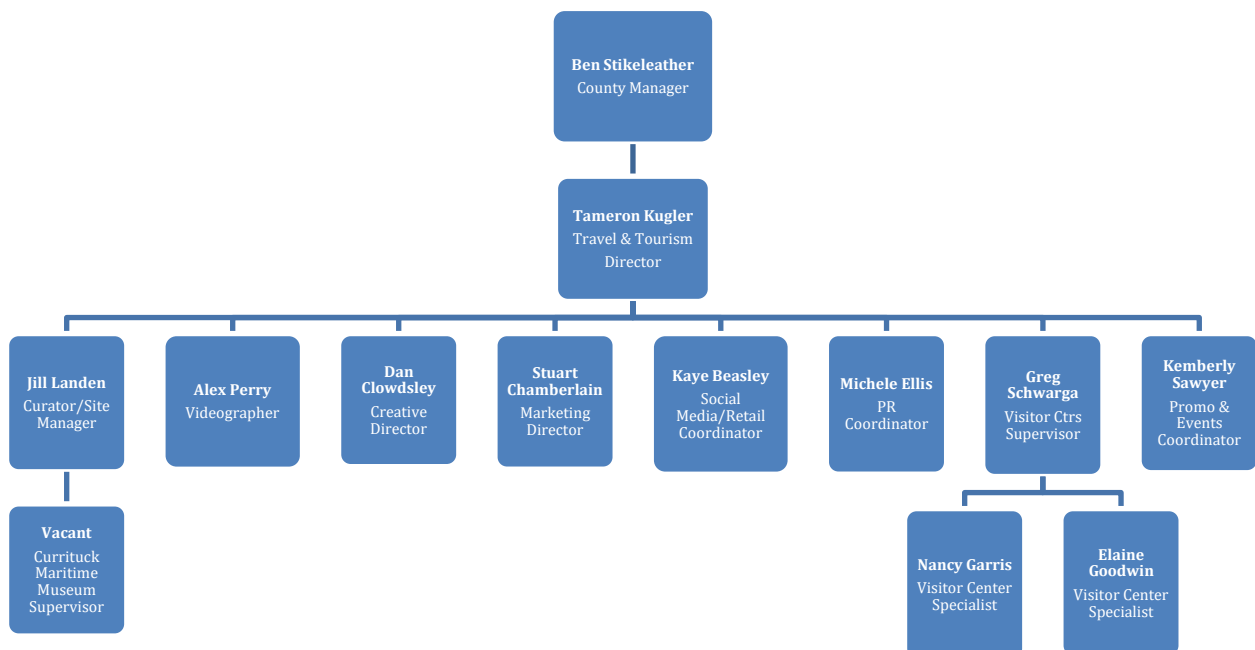 Ben Stikeleather
County Manager
Tameron Kugler
Travel & Tourism
Director
Jill Landen
Curator/Site
Manager
Alex Perry
Videographer
Dan
Clowdsley
Creative
Director
Stuart
Chamberlain
Marketing
Director
Kaye Beasley
Social
Media/Retail
Coordinator
Michele Ellis
PR
Coordinator
Greg
Schwarga
Visitor Ctrs
Supervisor
Kemberly
Sawyer
Promo &
Events
Coordinator
Vacant
Currituck
Maritime
Museum
Supervisor
Nancy Garris
Visitor Center
Specialist
Elaine
Goodwin
Visitor Center
Specialist